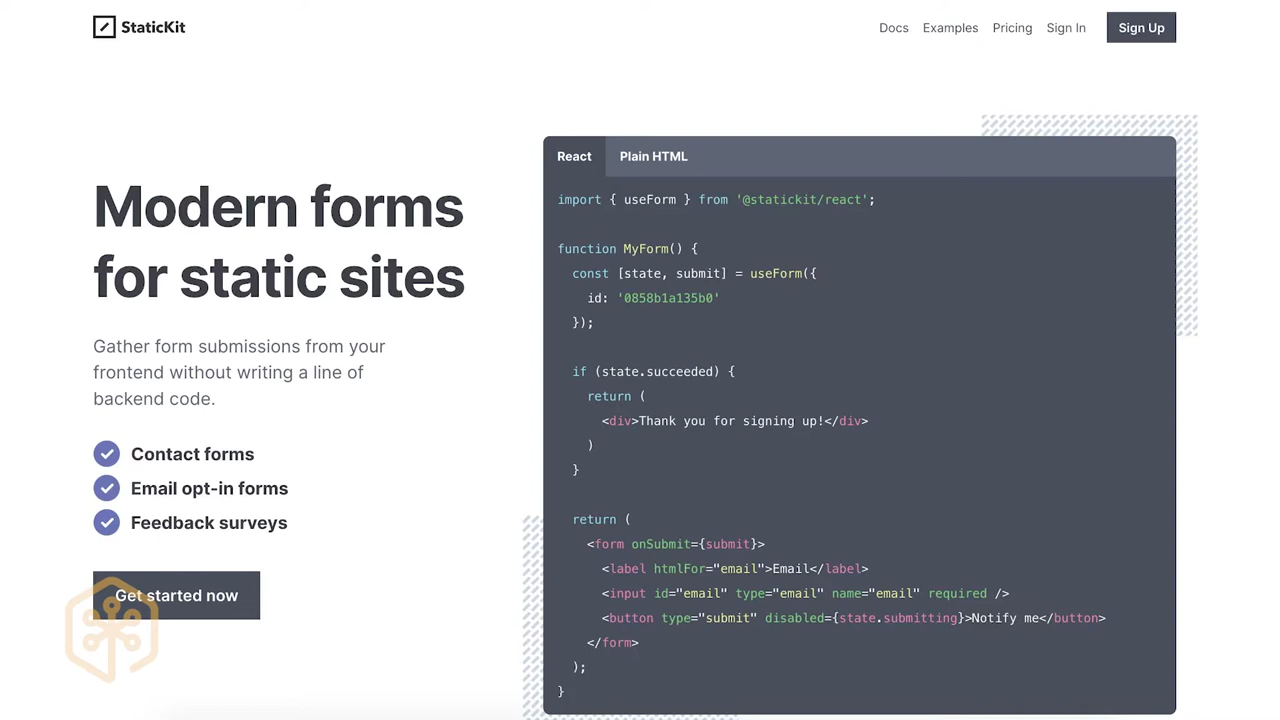 StaticKit
Docs Examples Pricing Sign In Sign Up
Modern forms
for static sites
Gather form submissions from your
frontend without writing a line of
backend code.
Contact forms
Email opt-in forms
Feedback surveys
Get started now
React Plain HTML
import { useForm } from '@statickit/react';
function MyForm() {
const [state, submit] = useForm({
id: '0858b1a135b0'
});
if (state.succeeded) {
return (
<div>Thank you for signing up!</div>
)
}
return (
<form onSubmit={submit}>
<label htmlFor="email">Email</label>
<input id="email" type="email" name="email" required />
<button type="submit" disabled={state.submitting}>Notify me</button>
</form>
);
}